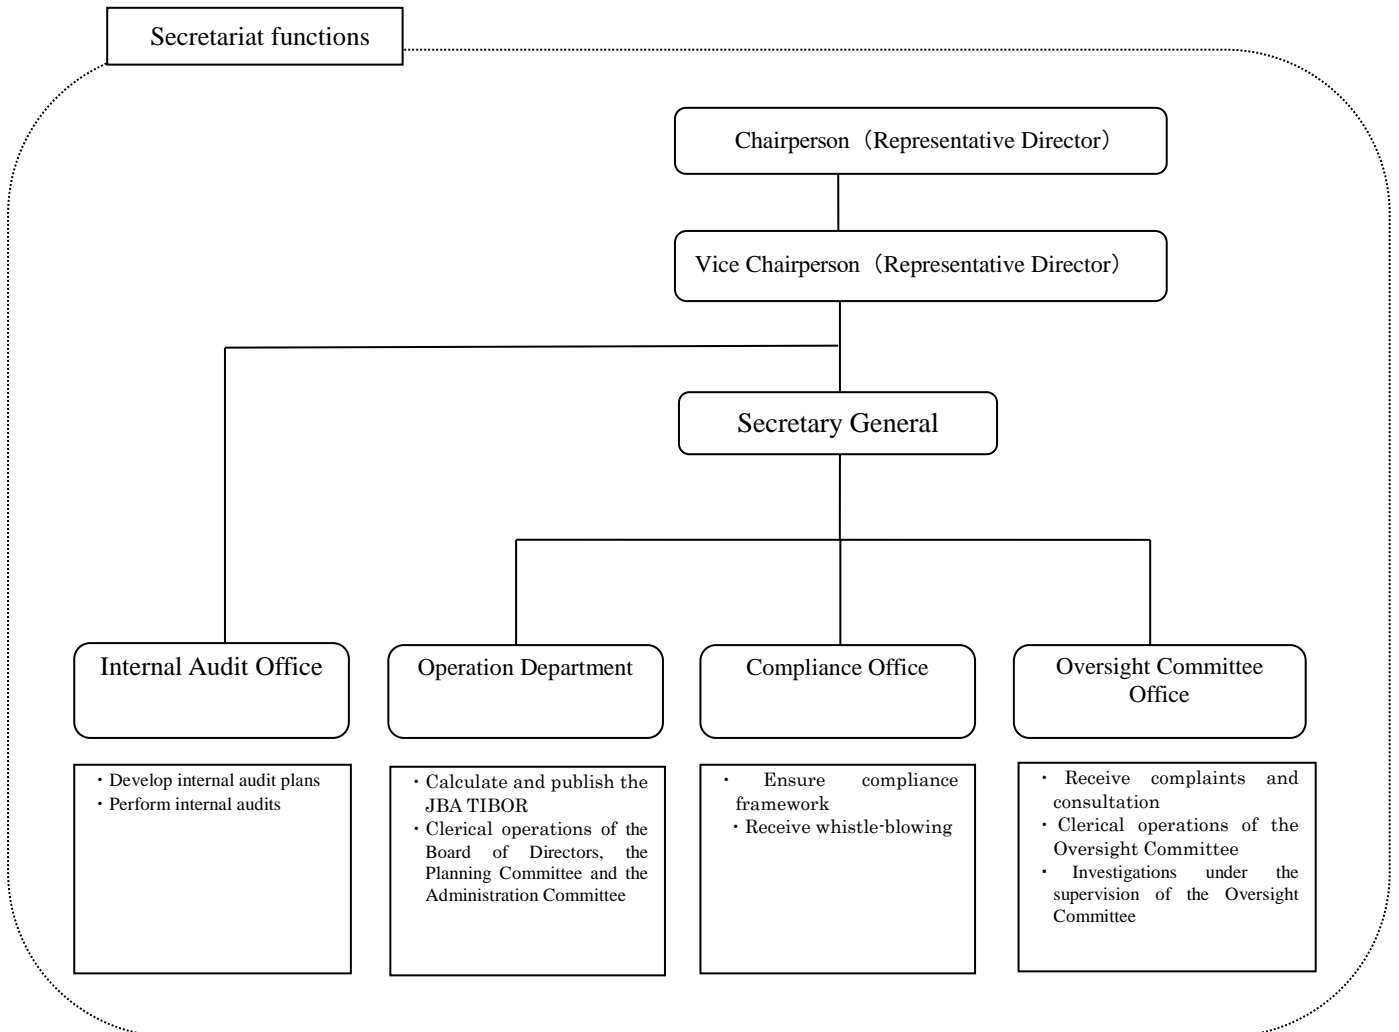 Secretariat functions
Chairperson（Representative Director）
Vice Chairperson（Representative Director）
Secretary General
Internal Audit Office
Operation Department
Compliance Office
Oversight Committee
Office
・Develop internal audit plans
・Perform internal audits
・Calculate and publish the
JBA TIBOR
・Clerical operations of the
Board of Directors, the
Planning Committee and the
Administration Committee
・ Ensure compliance
framework
・Receive whistle-blowing
・Receive complaints and
consultation
・Clerical operations of the
Oversight Committee
・ Investigations under the
supervision of the Oversight
Committee